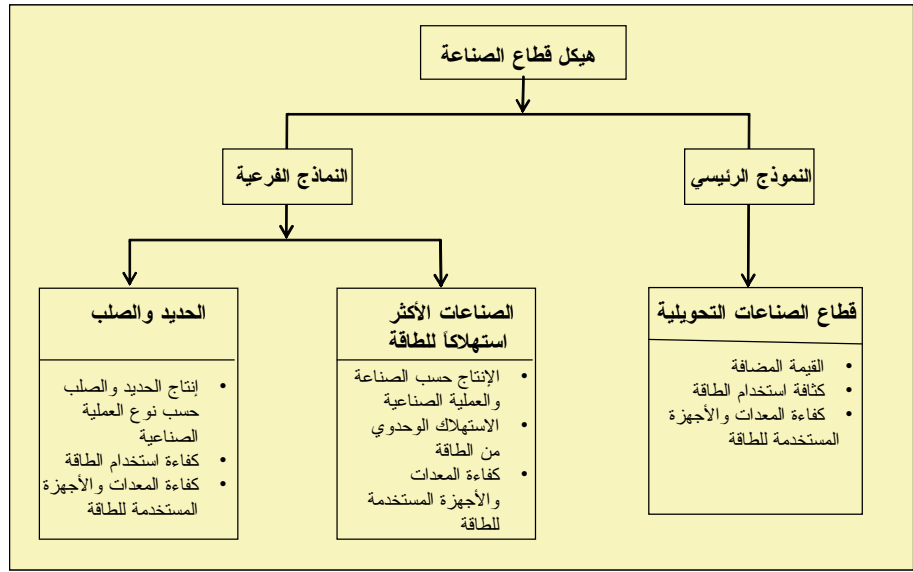 هيكل قطاع الصناعة
النموذج الرئيسي
النماذج الفرعية
قطاع الصناعات التحويلية
• القيمة المضافة
• كثافة استخدام الطاقة
• كفاءة المعدات والأجهزة
المستخدمة للطاقة
الصناعات الأكثر
استهلاكاً للطاقة
• الإنتاج حسب الصناعة
والعملية الصناعية
• الاستهلاك الوحدوي
من الطاقة
• كفاءة المعدات
والأجهزة المستخدمة
للطاقة
الحديد والصلب
• إنتاج الحديد والصلب
حسب نوع العملية
الصناعية
• كفاءة استخدام الطاقة
• كفاءة المعدات والأجهزة
المستخدمة للطاقة